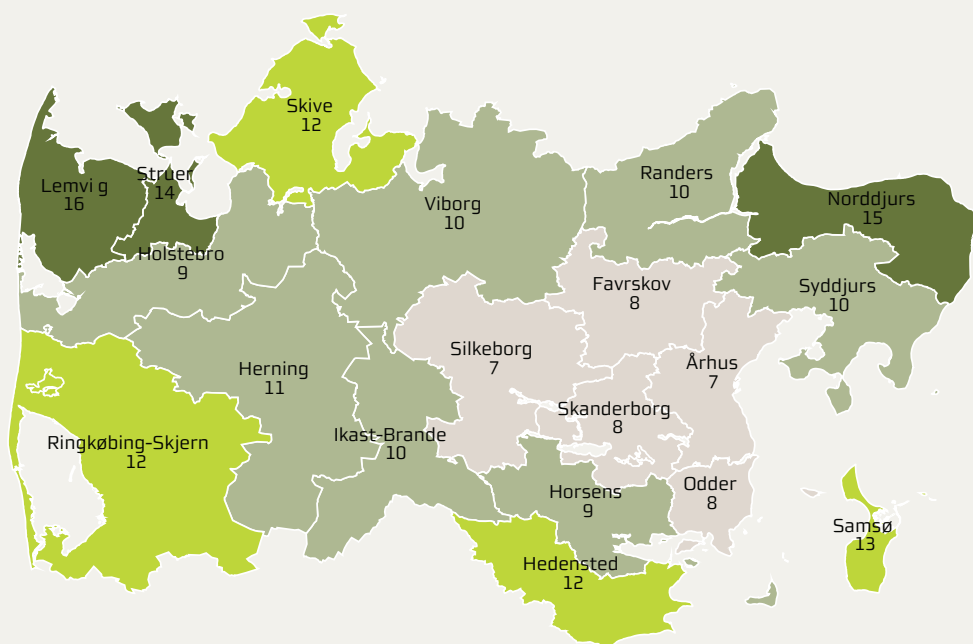 Skive
12
Lemvi g
16
Struer
14
Viborg
10
Randers
10
Norddjurs
15
Holstebro
9
Favrskov
8
Syddjurs
10
Silkeborg
7
Århus
7
Herning
11
Skanderborg
8
Ringkøbing-Skjern
12
Ikast-Brande
10
Horsens
9
Odder
8
Samsø
13
Hedensted
12